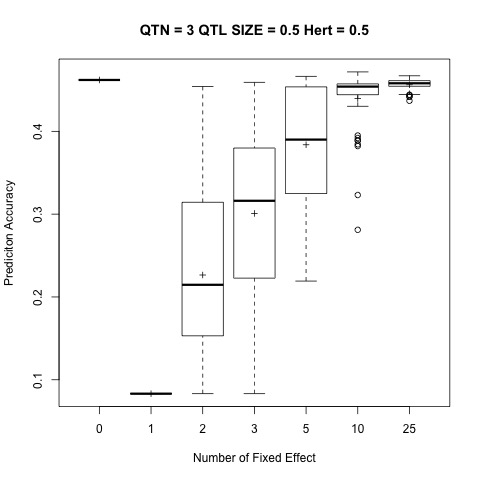 QTN = 3 QTL SIZE = 0.5 Hert = 0.5
Prediciton Accuracy
0.4
0.3
0.2
0.1
0 1 2 3 5 10 25
Number of Fixed Effect